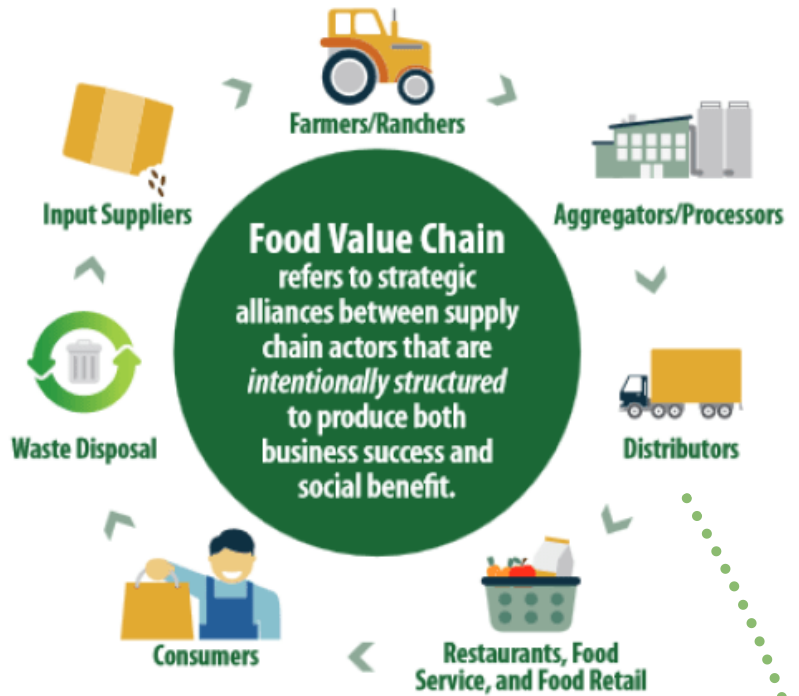 Farmers/Ranchers
Aggregators/Processors
Distributors
Restaurants, Food
Service, and Food Retail
Consumers
Waste Disposal
Input Suppliers
Food Value Chain
refers to strategic
alliances between supply
chain actors that are
intentionally structured
to produce both
business success and
social benefit.